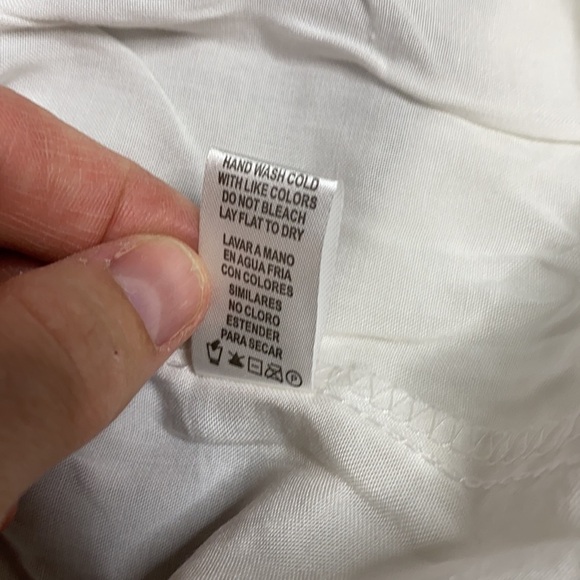 HAND WASH COLD
WITH LIKE COLORS
DO NOT BLEACH
LAY FLAT TO DRY
LAVAR A MANO
EN AGUA FRIA
CON COLORES
SIMILARES
NO CLORO
ESTENDER
PARA SECAR
P